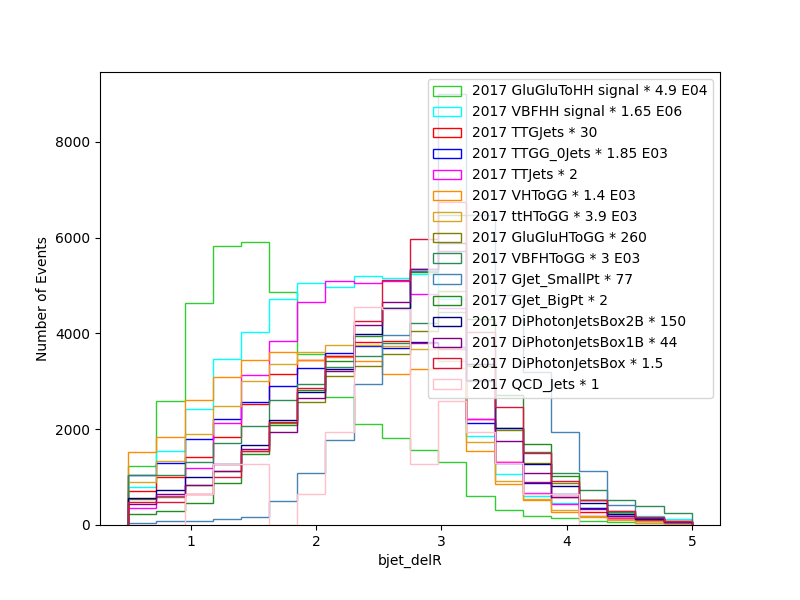 8000
6000
4000
2000
0
Number of Events
1
2
3
4
5
bjet_delR
2017 GluGluToHH signal * 4.9 E04
2017 VBFHH signal * 1.65 E06
2017 TTGJets * 30
2017 TTGG_0Jets * 1.85 E03
2017 TTJets * 2
2017 VHToGG * 1.4 E03
2017 ttHToGG * 3.9 E03
2017 GluGluHToGG * 260
2017 VBFHToGG * 3 E03
2017 GJet_SmallPt * 77
2017 GJet_BigPt * 2
2017 DiPhotonJetsBox2B * 150
2017 DiPhotonJetsBox1B * 44
2017 DiPhotonJetsBox * 1.5
2017 QCD_Jets * 1